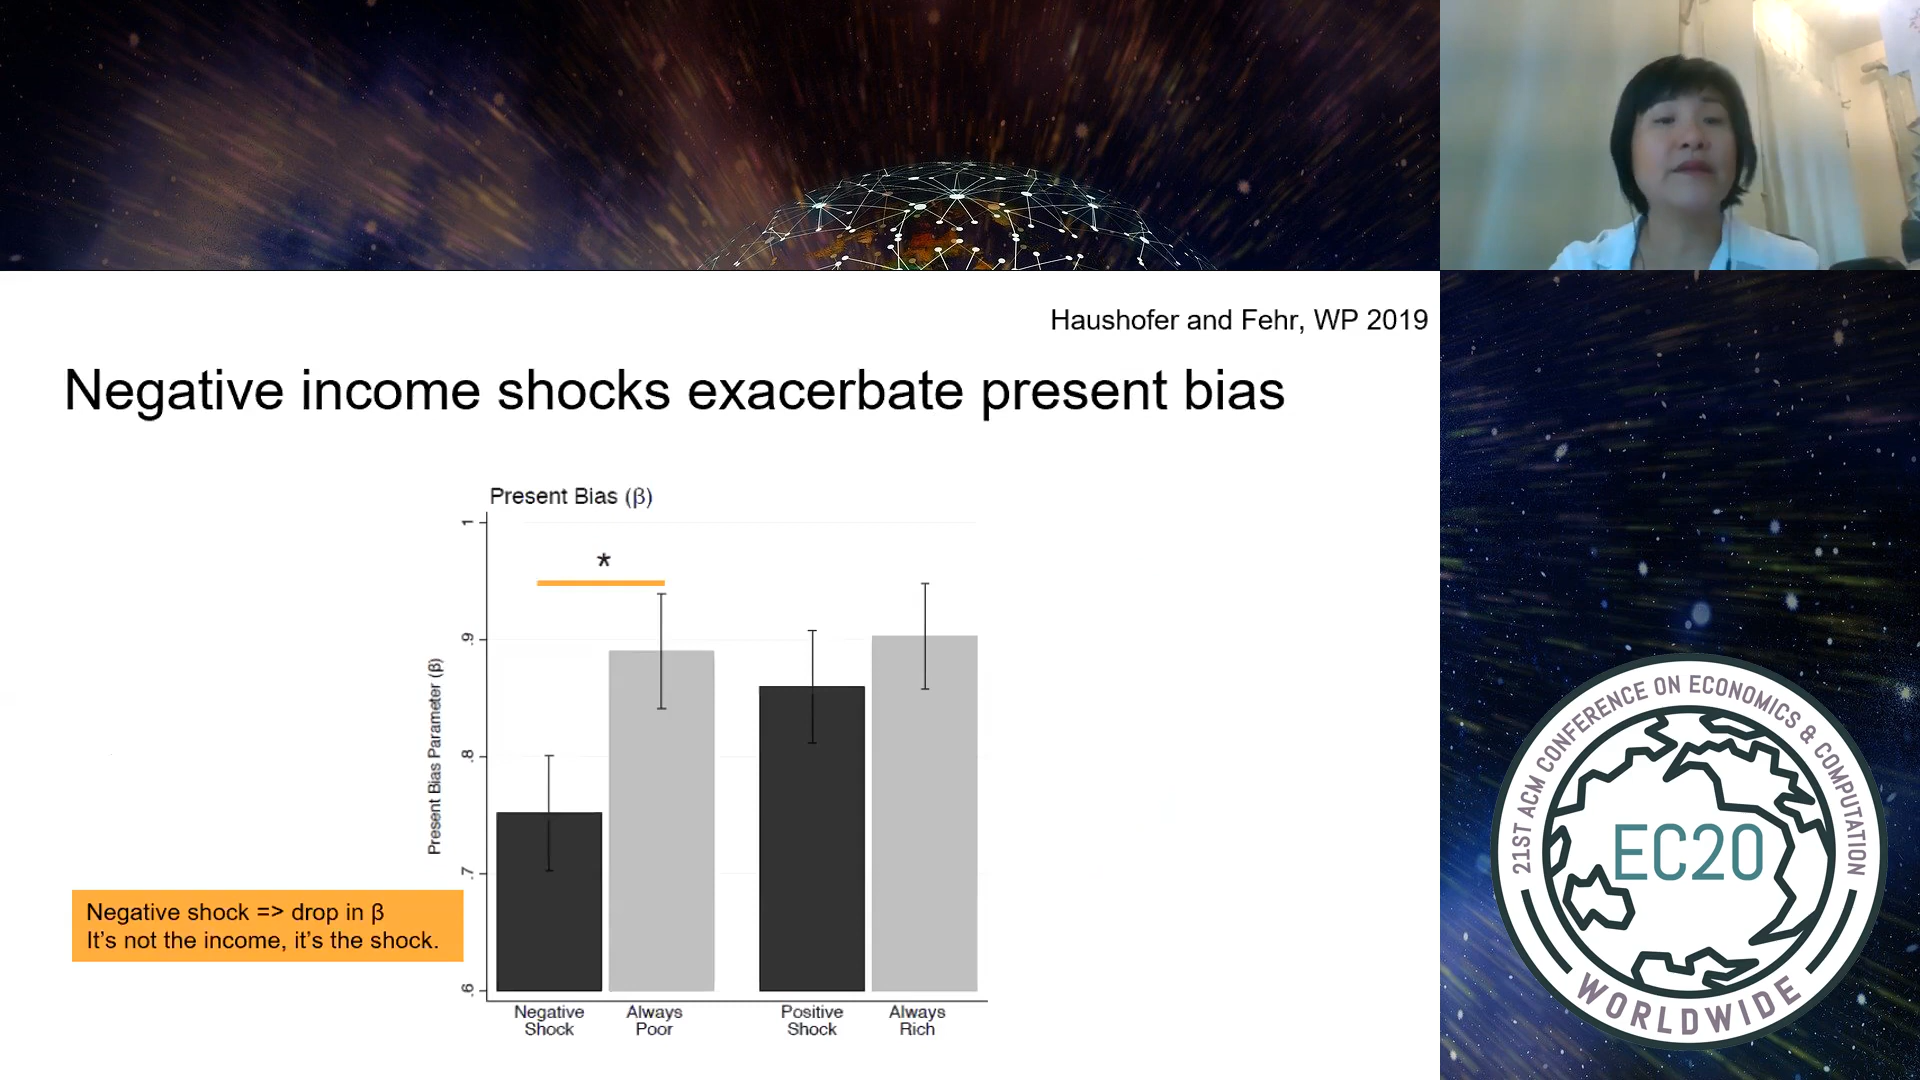 Haushofer and Fehr, WP 2019
Negative income shocks exacerbate present bias
Present Bias (β)
*
1
.9
.8
.7
.6
Present Bias Parameter (β)
Negative
Shock
Always
Poor
Positive
Shock
Always
Rich
Negative shock => drop in β
It's not the income, it's the shock.
21ST ACM CONFERENCE ON ECONOMICS & COMPUTATION
EC20
WORLDWIDE